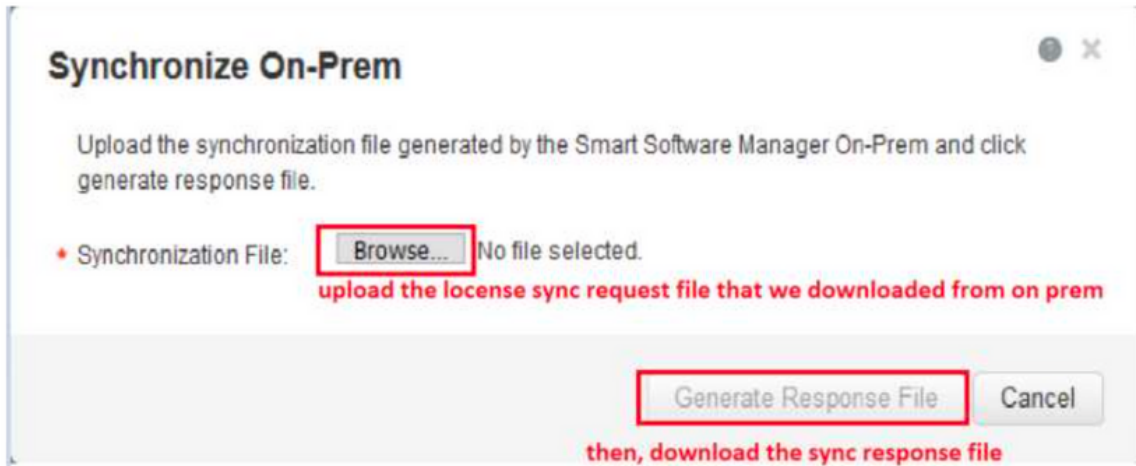 Synchronize On-Prem
Upload the synchronization file generated by the Smart Software Manager On-Prem and click
generate response file.
* Synchronization File: Browse... No file selected.
upload the locense sync request file that we downloaded from on prem
Generate Response File Cancel
then, download the sync response file